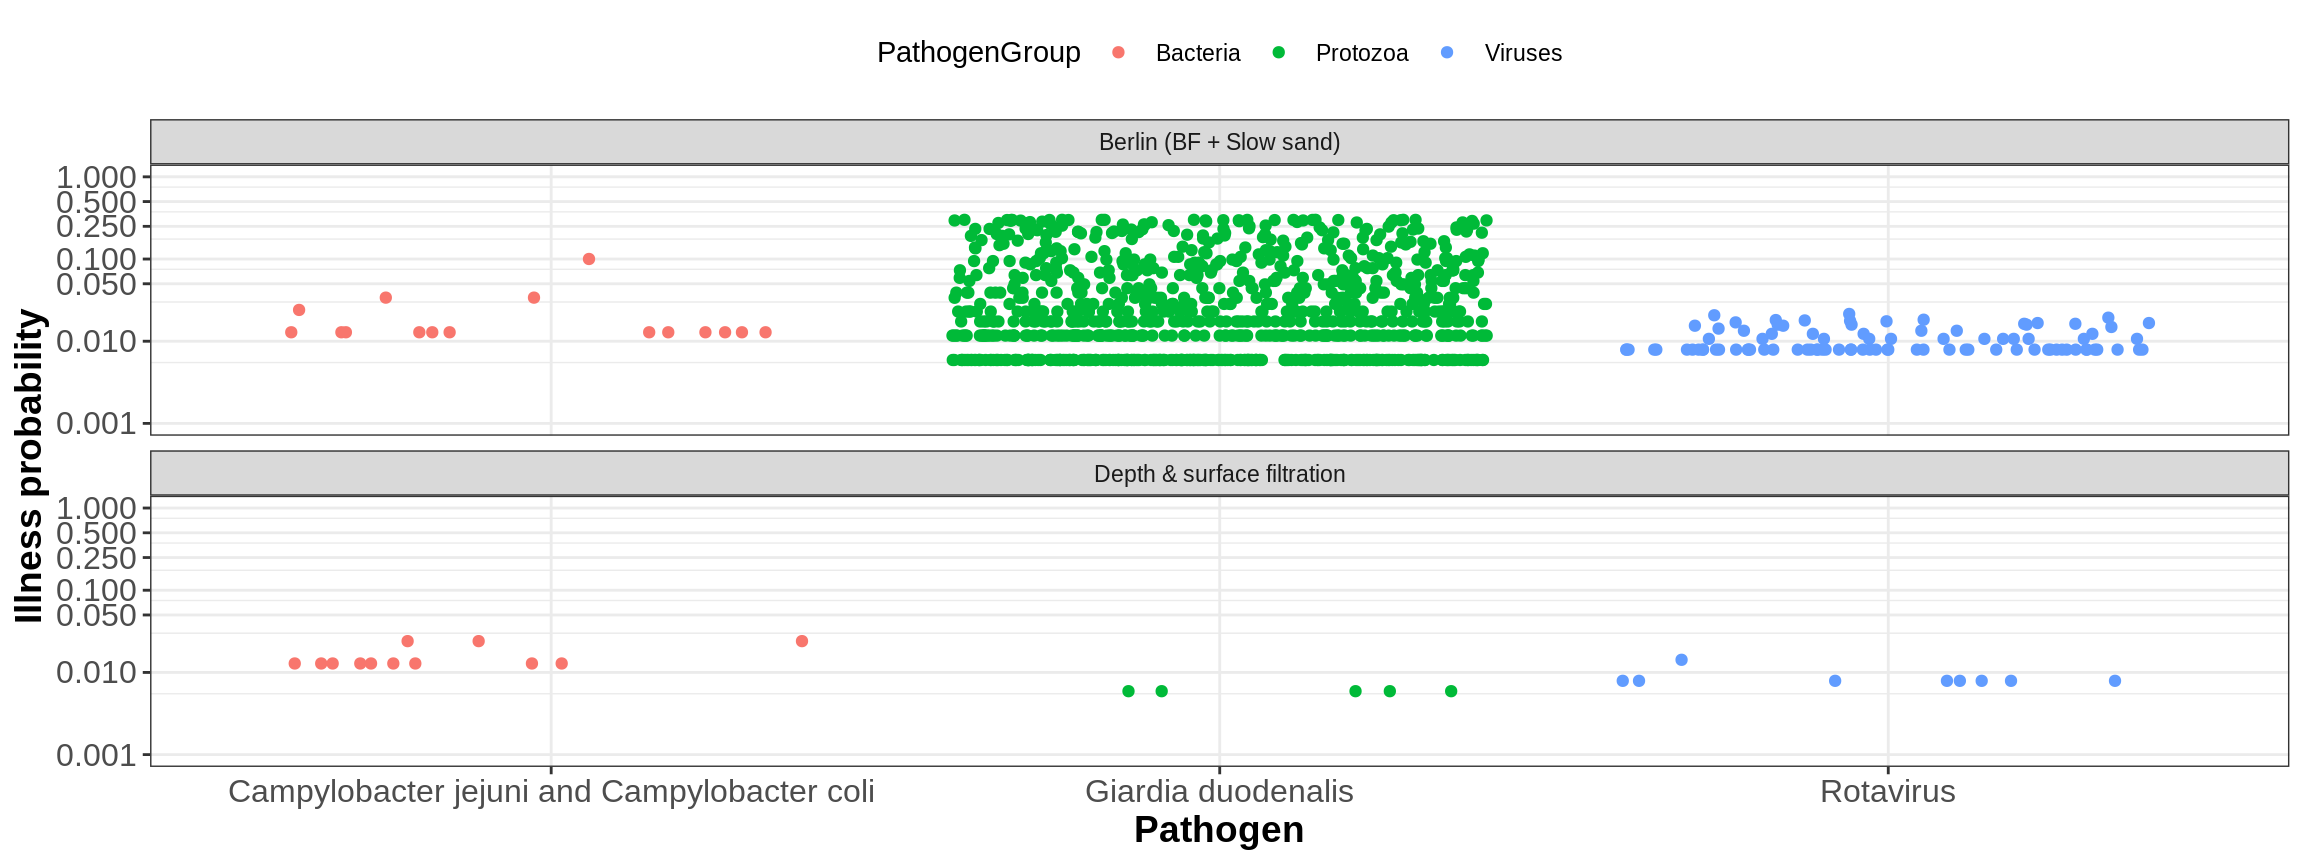 PathogenGroup Bacteria Protozoa Viruses
Berlin (BF + Slow sand)
1.000
0.500
0.250
0.100
0.050
0.010
0.001
Illness probability
Depth & surface filtration
1.000
0.500
0.250
0.100
0.050
0.010
0.001
Campylobacter jejuni and Campylobacter coli Giardia duodenalis Rotavirus
Pathogen